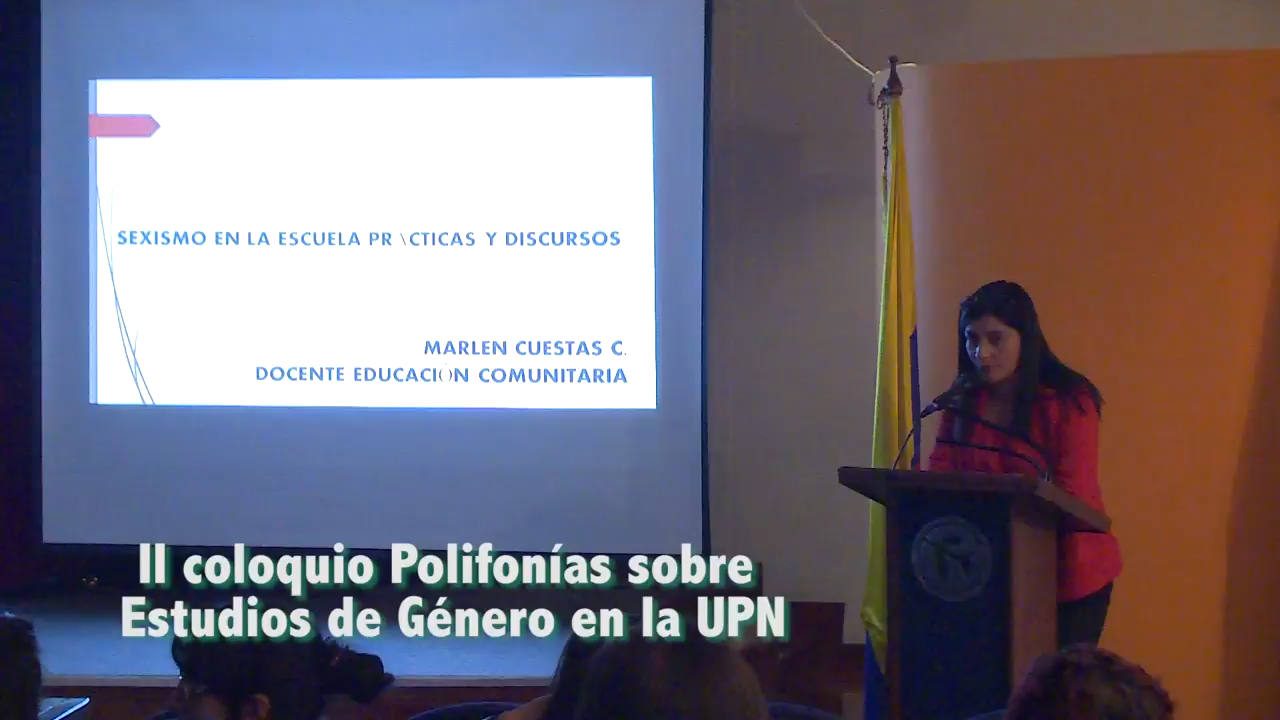 SEXISMO EN LA ESCUELA PR\CTICAS Y DISCURSOS
MARLEN CUESTAS C.
DOCENTE EDUCACIÓN COMUNITARIA
II coloquio Polifonías sobre
Estudios de Género en la UPN